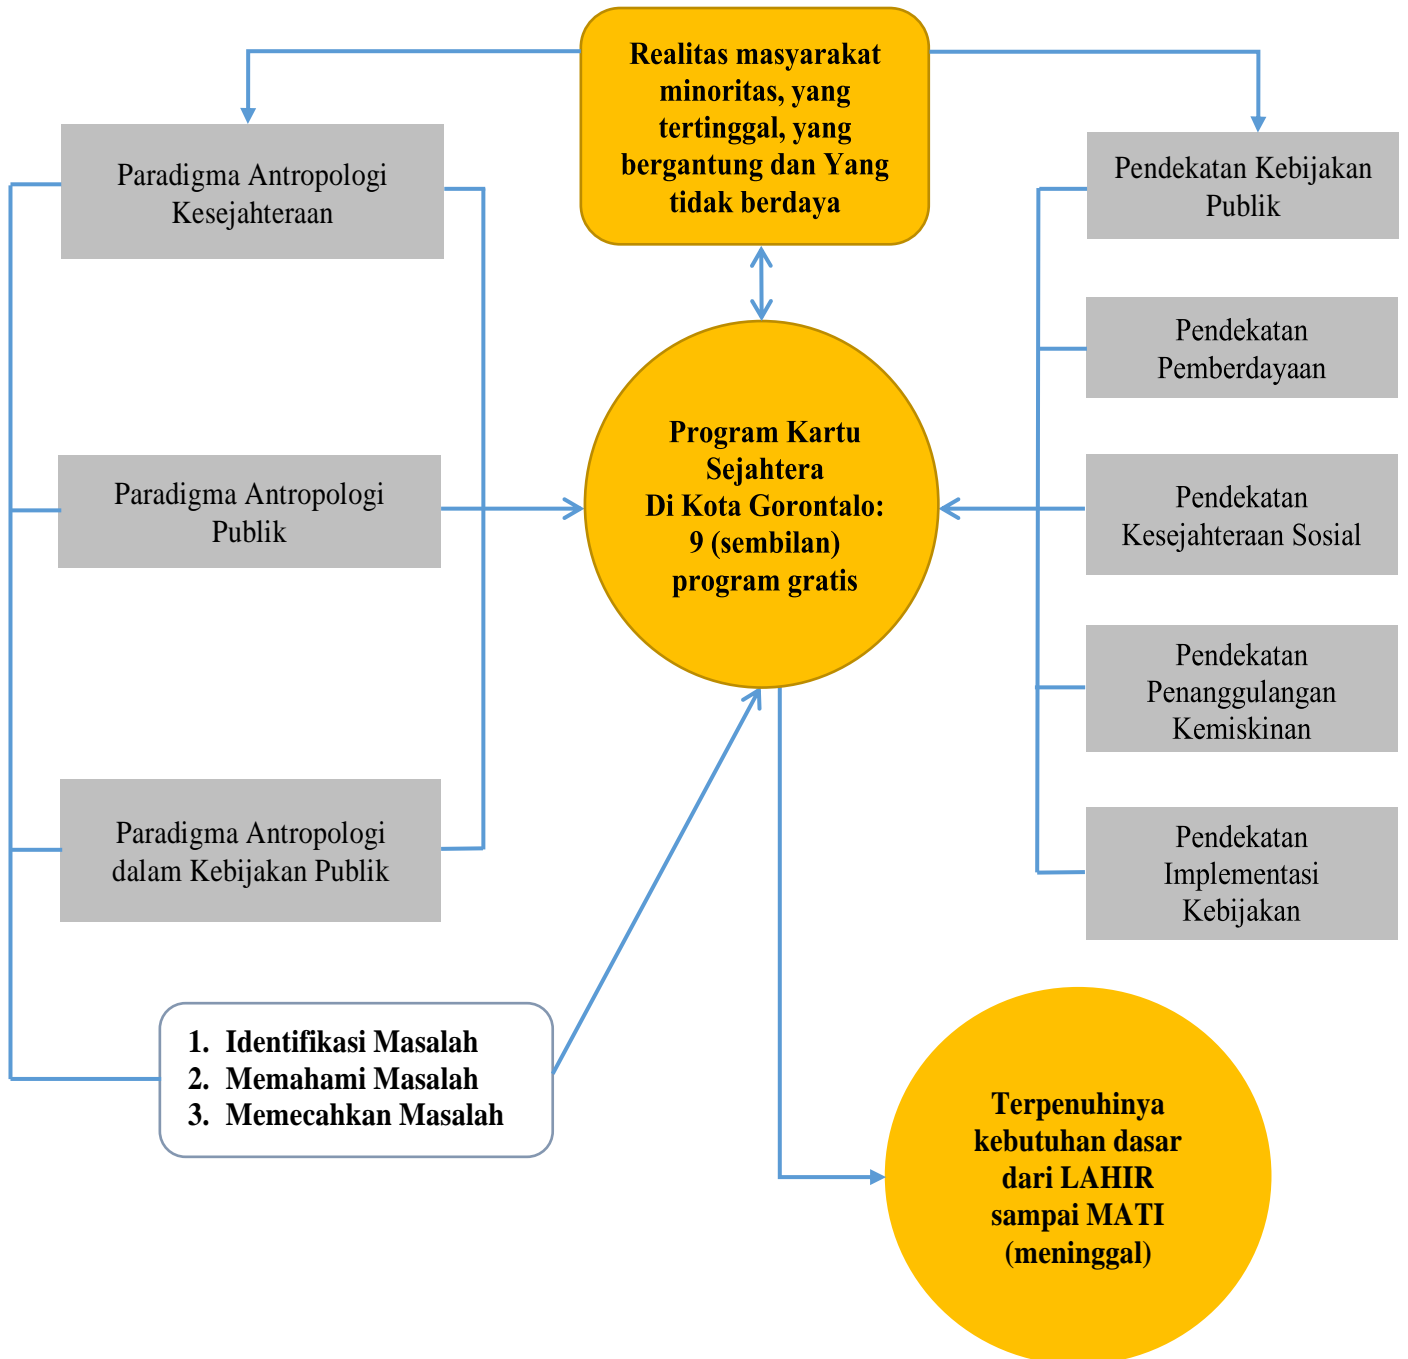 Realitas masyarakat
minoritas, yang
tertinggal, yang
bergantung dan Yang
tidak berdaya
Paradigma Antropologi
Kesejahteraan
Pendekatan Kebijakan
Publik
Pendekatan
Pemberdayaan
Program Kartu
Sejahtera
Di Kota Gorontalo:
9 (sembilan)
program gratis
Paradigma Antropologi
Publik
Pendekatan
Kesejahteraan Sosial
Pendekatan
Penanggulangan
Kemiskinan
Paradigma Antropologi
dalam Kebijakan Publik
Pendekatan
Implementasi
Kebijakan
1. Identifikasi Masalah
2. Memahami Masalah
3. Memecahkan Masalah
Terpenuhinya
kebutuhan dasar
dari LAHIR
sampai MATI
(meninggal)